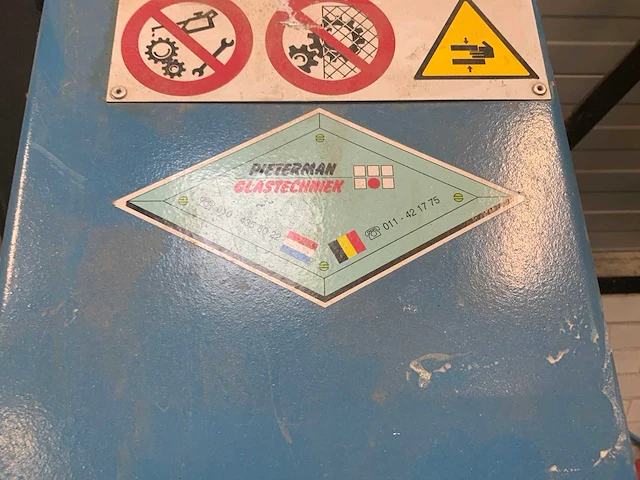 PIETERMAN
GLASTECHNIEK
011 - 42 17 75